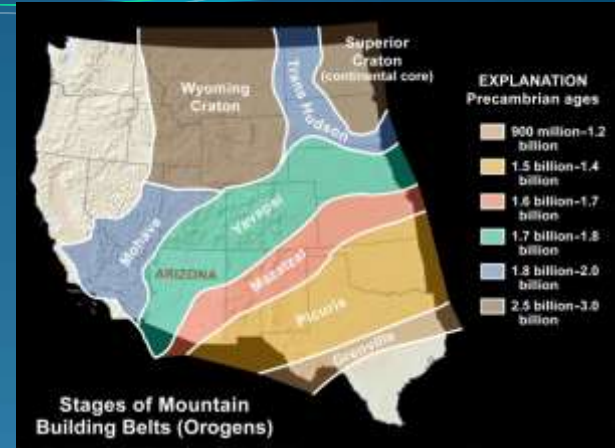 Superior
Craton
(continental core)
Wyoming
Craton
Trans Hudson
Mohave
Yavapai
ARIZONA
Mazatzal
Picuris
Grenville
EXPLANATION
Precambrian ages
900 million–1.2
billion
1.5 billion–1.4
billion
1.6 billion–1.7
billion
1.7 billion–1.8
billion
1.8 billion–2.0
billion
2.5 billion–3.0
billion
Stages of Mountain
Building Belts (Orogens)